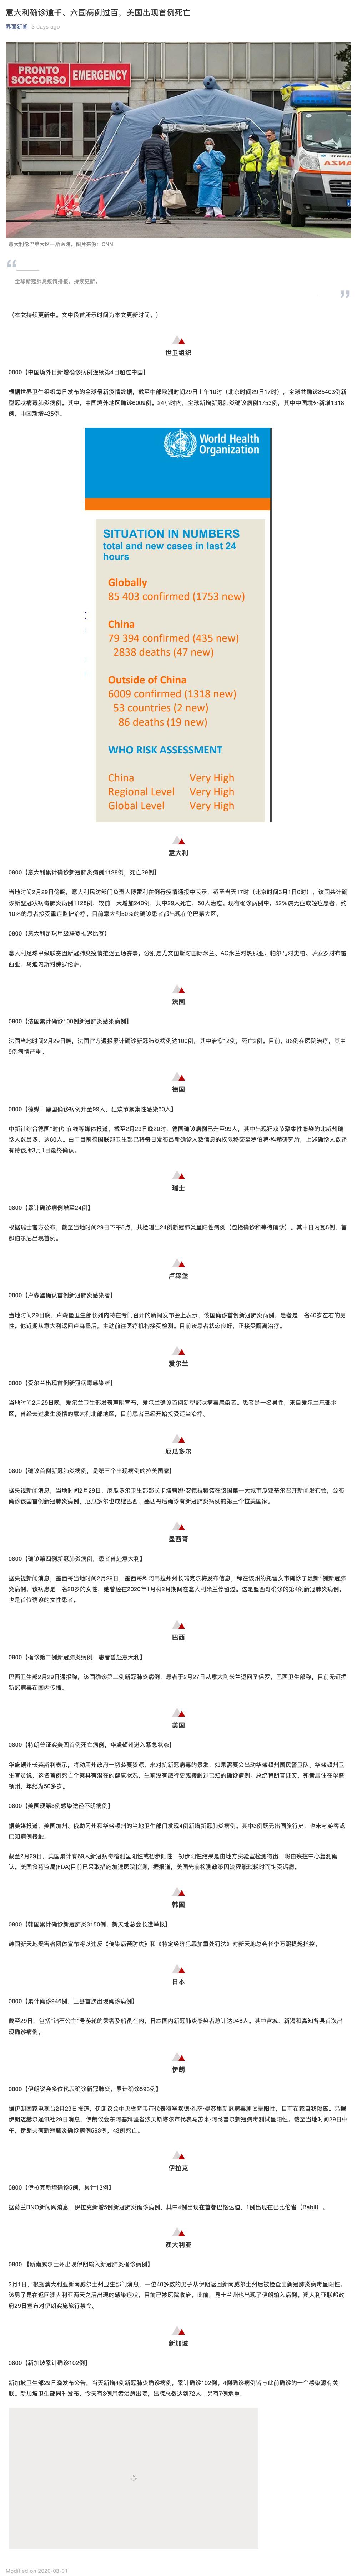 意大利确诊逾千、六国病例过百，美国出现首例死亡
界面新闻 3 days ago
PRONTO
SOCCORSO
EMERGENCY
意大利伦巴第大区一所医院。图片来源：CNN
全球新冠肺炎疫情播报，持续更新。
（本文持续更新中。文中段首所示时间为本文更新时间。）
世卫组织
0800【中国境外日新增确诊病例连续第4日超过中国】
根据世界卫生组织每日发布的全球最新疫情数据，截至中部欧洲时间29日上午10时（北京时间29日17时），全球共确诊85403例新
型冠状病毒肺炎病例。其中，中国境外地区确诊6009例。24小时内，全球新增新冠肺炎确诊病例1753例，其中中国境外新增1318
例，中国新增435例。
World Health
Organization
SITUATION IN NUMBERS
total and new cases in last 24
hours
Globally
85 403 confirmed (1753 new)
China
79 394 confirmed (435 new)
2838 deaths (47 new)
Outside of China
6009 confirmed (1318 new)
53 countries (2 new)
86 deaths (19 new)
WHO RISK ASSESSMENT
China Very High
Regional Level Very High
Global Level Very High
意大利
0800【意大利累计确诊新冠肺炎病例1128例，死亡29例】
当地时间2月29日傍晚，意大利民防部门负责人博雷利在例行疫情通报中表示，截至当天17时（北京时间3月1日0时），该国共计确
诊新型冠状病毒肺炎病例1128例，较前一天增加240例，其中29人死亡，50人治愈。现有确诊病例中，52%属无症或轻症患者，约
10%的患者接受重症监护治疗。目前意大利50%的确诊患者都出现在伦巴第大区。
0800【意大利足球甲级联赛推迟比赛】
意大利足球甲级联赛因新冠肺炎疫情推迟五场赛事，分别是尤文图斯对国际米兰、AC米兰对热那亚、帕尔马对史帕、萨索罗对布雷
西亚、乌迪内斯对佛罗伦萨。
法国
0800【法国累计确诊100例新冠肺炎感染病例】
法国当地时间2月29日晚，法国官方通报累计确诊新冠肺炎病例达100例，其中治愈12例，死亡2例。目前，86例在医院治疗，其中
9例病情严重。
德国
0800【德媒：德国确诊病例升至99人，狂欢节聚集性感染60人】
中新社综合德国“时代”在线等媒体报道，截至2月29日晚20时，德国确诊病例已升至99人，其中出现狂欢节聚集性感染的北威州确
诊人数最多，达60人。由于目前德国联邦卫生部已将每日发布最新确诊人数信息的权限移交至罗伯特·科赫研究所，上述确诊人数还
有待该所3月1日最终确认。
瑞士
0800【累计确诊病例增至24例】
根据瑞士官方公布，截至当地时间29日下午5点，共检测出24例新冠肺炎呈阳性病例（包括确诊和等待确诊）。其中日内瓦5例，首
都伯尔尼出现首例。
卢森堡
0800【卢森堡确认首例新冠肺炎感染者】
当地时间29日晚，卢森堡卫生部长列内特在专门召开的新闻发布会上表示，该国确诊首例新冠肺炎病例，患者是一名40岁左右的男
性。他近期从意大利返回卢森堡后，主动前往医疗机构接受检测。目前该患者状态良好，正接受隔离治疗。
爱尔兰
0800【爱尔兰出现首例新冠病毒感染者】
当地时间2月29日晚，爱尔兰卫生部发表声明宣布，爱尔兰确诊首例新型冠状病毒感染者。患者是一名男性，来自爱尔兰东部地
区，曾经去过发生疫情的意大利北部地区，目前患者已经开始接受适当治疗。
厄瓜多尔
0800【确诊首例新冠肺炎病例，是第三个出现病例的拉美国家】
据央视新闻消息，当地时间2月29日，厄瓜多尔卫生部部长卡塔莉娜·安德拉穆诺在该国第一大城市瓜亚基尔召开新闻发布会，公布
确诊该国首例新冠肺炎病例，厄瓜多尔也成继巴西、墨西哥后确诊有新冠肺炎病例的第三个拉美国家。
墨西哥
0800【确诊第四例新冠肺炎病例，患者曾赴意大利】
据央视新闻消息，墨西哥当地时间2月29日，墨西哥科阿韦拉州州长瑞克尔梅发布信息，称在该州的托雷文市确诊了最新1例新冠肺
炎病例，该病患是一名20岁的女性，她曾经在2020年1月和2月期间在意大利米兰停留过。这是墨西哥确诊的第4例新冠肺炎病例，
也是首位确诊的女性患者。
巴西
0800【确诊第二例新冠肺炎病例，患者曾赴意大利】
巴西卫生部2月29日通报称，该国确诊第二例新冠肺炎病例，患者于2月27日从意大利米兰返回圣保罗。巴西卫生部称，目前无证据
新冠病毒在国内传播。
美国
0800【特朗普证实美国首例死亡病例，华盛顿州进入紧急状态】
华盛顿州长英斯利表示，将动用州政府一切必要资源，来对抗新冠病毒的暴发，如果需要会出动华盛顿州国民警卫队。华盛顿州卫
生官员说，这名首例死亡个案具有潜在的健康状况，生前没有旅行史或接触过已知的确诊病例。总统特朗普证实，死者居住在华盛
顿州，年纪为50多岁。
0800【美国现第3例感染途径不明病例】
据美媒报道，美国加州、俄勒冈州和华盛顿州的当地卫生部门发现4例新增新冠肺炎病例。其中3例既无出国旅行史，也未与游客或
已知病例接触。
截至2月29日，美国累计有69人新冠病毒检测呈阳性或初步阳性，初步阳性结果是由地方实验室检测得出，将由疾控中心复测确
认。美国食药监局(FDA)目前已采取措施加速医院检测，据报道，美国先前检测政策因流程繁琐耗时而饱受诟病。
韩国
0800【韩国累计确诊新冠肺炎3150例，新天地总会长遭举报】
韩国新天地受害者团体宣布将以违反《传染病预防法》和《特定经济犯罪加重处罚法》对新天地总会长李万熙提起指控。
日本
0800【累计确诊946例，三县首次出现确诊病例】
截至29日，包括“钻石公主”号游轮的乘客及船员在内，日本国内新冠肺炎感染者总计达946人。其中宫城、新潟和高知各县首次出
现确诊病例。
伊朗
0800【伊朗议会多位代表确诊新冠肺炎，累计确诊593例】
据伊朗国家电视台2月29日报道，伊朗议会中央省萨韦市代表穆罕默德·礼萨·曼苏里新冠病毒测试呈阳性，目前在家自我隔离。另据
伊朗迈赫尔通讯社29日消息，伊朗议会东阿塞拜疆省沙贝斯塔尔市代表马苏米·阿戈普尔新冠病毒测试呈阳性。截至当地时间29日中
午，伊朗共有新冠肺炎确诊病例593例，43例死亡。
伊拉克
0800【伊拉克新增确诊5例，累计13例】
据荷兰BNO新闻网消息，伊拉克新增5例新冠肺炎确诊病例，其中4例出现在首都巴格达迪，1例出现在巴比伦省（Babil）。
澳大利亚
0800 【新南威尔士州出现伊朗输入新冠肺炎确诊病例】
3月1日，根据澳大利亚新南威尔士州卫生部门消息，一位40多数的男子从伊朗返回新南威尔士州后被检查出新冠肺炎病毒呈阳性。
该男子是在返回澳大利亚两天之后出现的感染症状，目前已被医院收治。此前，昆士兰州也出现了伊朗输入病例。澳大利亚联邦政
府29日宣布对伊朗实施旅行禁令。
新加坡
0800【新加坡累计确诊102例】
新加坡卫生部29日晚发布公告，当天新增4例新冠肺炎确诊病例，累计确诊102例。4例确诊病例皆与此前确诊的一个感染源有关
联。新加坡卫生部同时发布，今天有3例患者治愈出院，出院总数达到72人。另有7例危重。
Modified on 2020-03-01